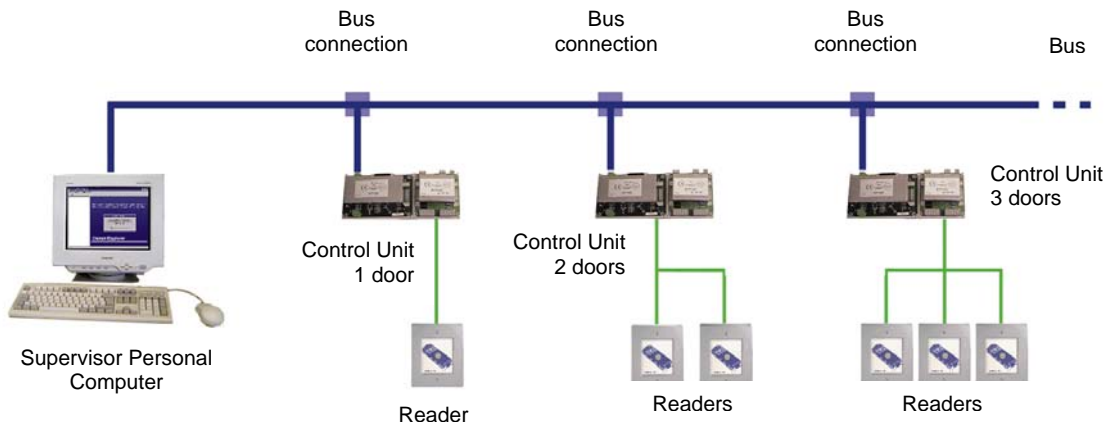 Bus
connection
Bus
connection
Bus
connection
Bus
Control Unit
3 doors
Control Unit
1 door
Control Unit
2 doors
Supervisor Personal
Computer
Reader
Readers
Readers